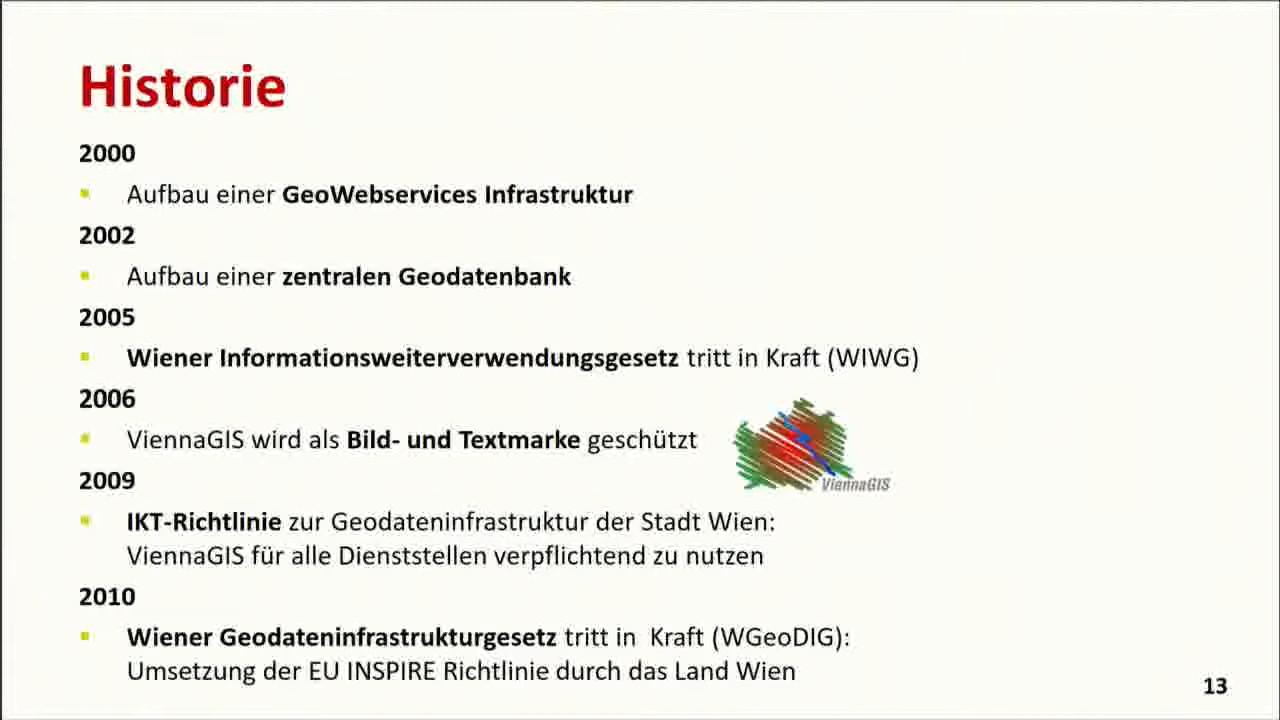 Historie
2000
▪ Aufbau einer GeoWebservices Infrastruktur
2002
▪ Aufbau einer zentralen Geodatenbank
2005
▪ Wiener Informationsweiterverwendungsgesetz tritt in Kraft (WIWG)
2006
▪ ViennaGIS wird als Bild- und Textmarke geschützt
ViennaGIS
2009
▪ IKT-Richtlinie zur Geodateninfrastruktur der Stadt Wien:
ViennaGIS für alle Dienststellen verpflichtend zu nutzen
2010
▪ Wiener Geodateninfrastrukturgesetz tritt in Kraft (WGeoDIG):
Umsetzung der EU INSPIRE Richtlinie durch das Land Wien
13